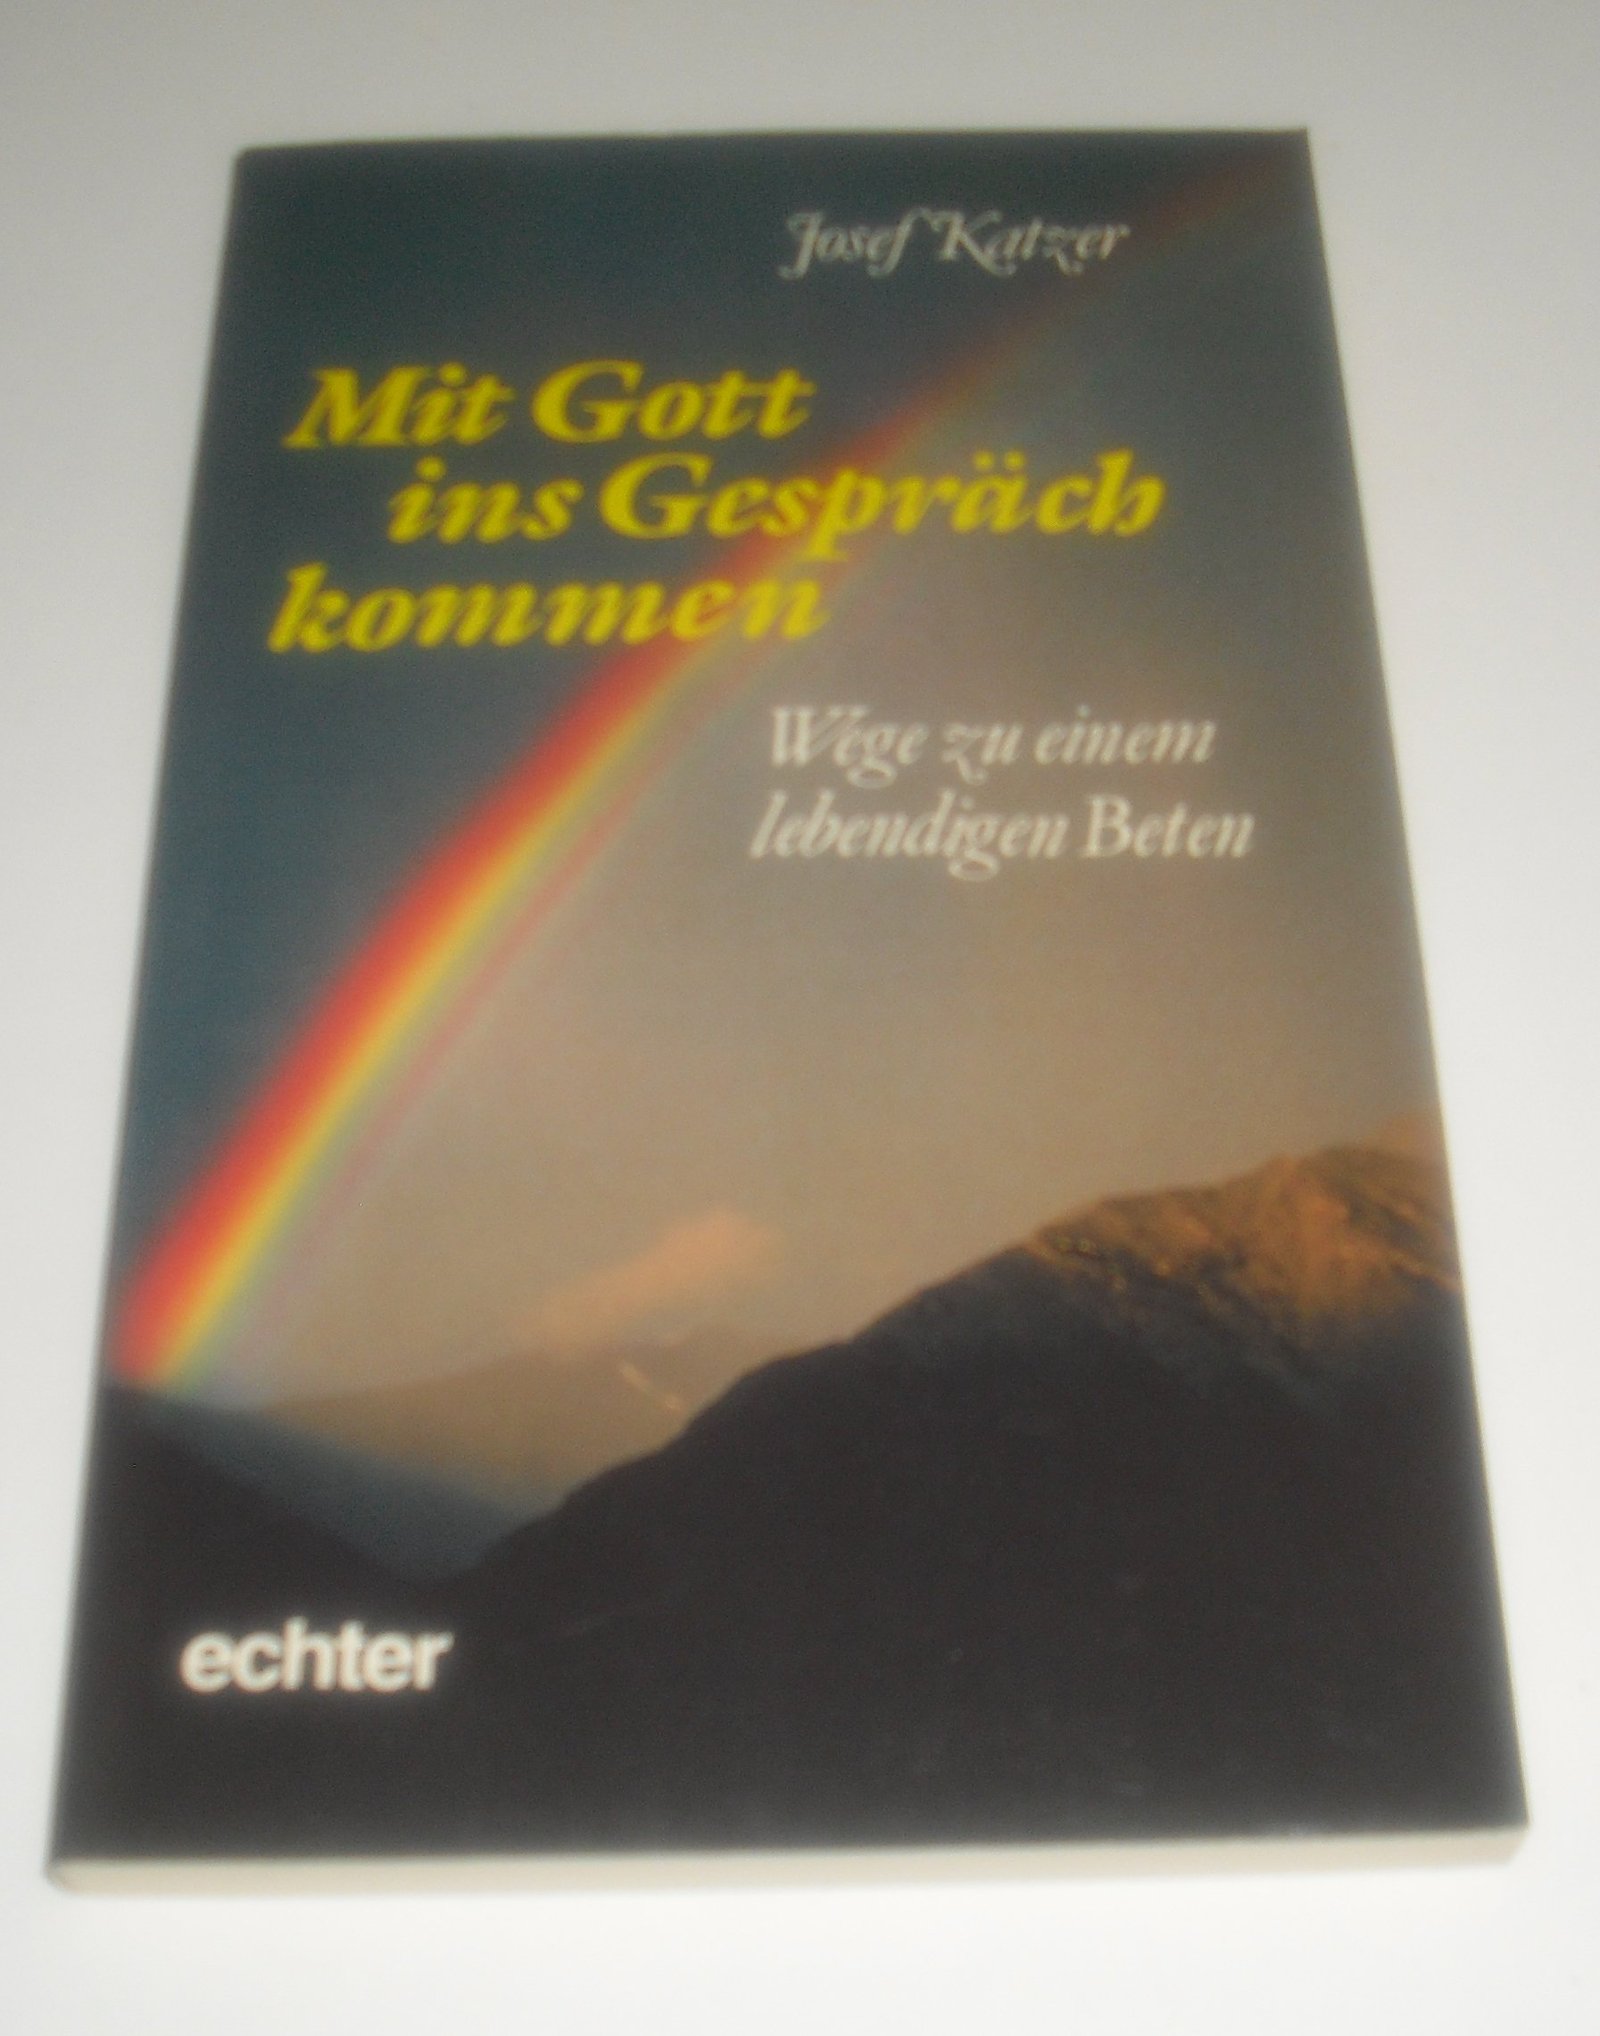 Josef Katzer
Mit Gott
ins Gespräch
kommen
Wege zu einem
lebendigen Beten
echter